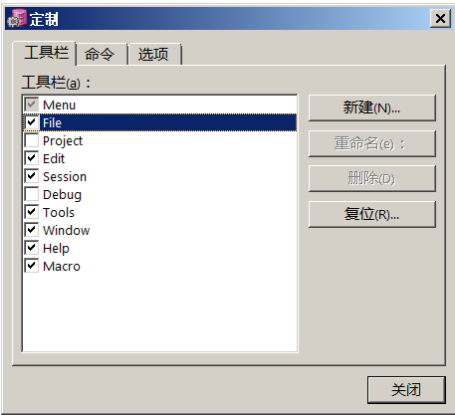 定制
工具栏 命令 选项
工具栏(a)：
Menu
File
Project
Edit
Session
Debug
Tools
Window
Help
Macro
新建(N)...
重命名(e)：
删除(D)
复位(R)...
关闭